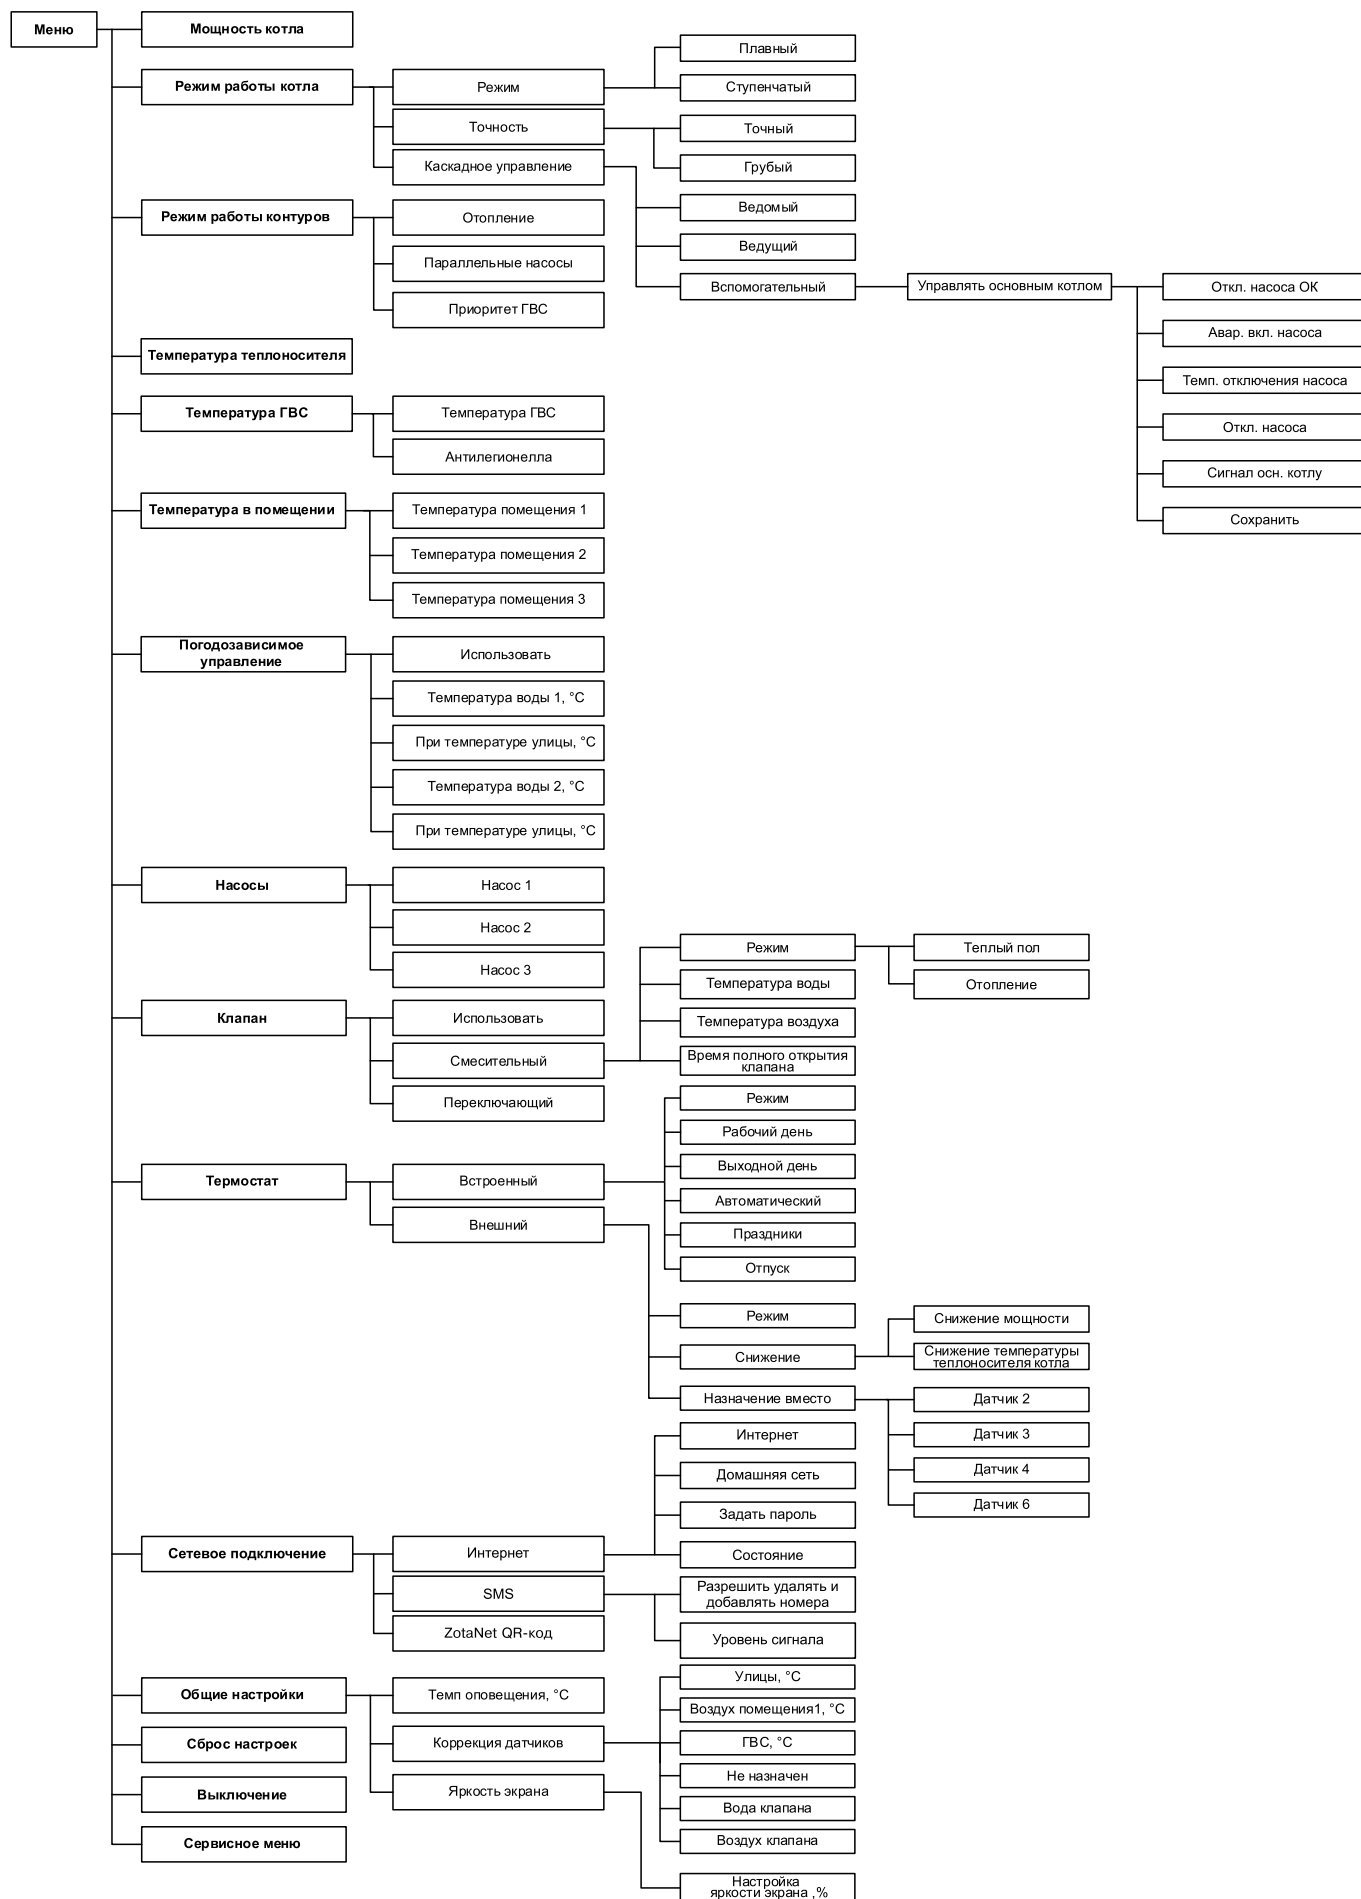 Меню
Мощность котла
Режим работы котла
Режим
Плавный
Ступенчатый
Точность
Точный
Грубый
Каскадное управление
Ведомый
Ведущий
Вспомогательный
Управлять основным котлом
Откл. насоса ОК
Авар. вкл. насоса
Темп. отключения насоса
Откл. насоса
Сигнал осн. котлу
Сохранить
Режим работы контуров
Отопление
Параллельные насосы
Приоритет ГВС
Температура теплоносителя
Температура ГВС
Температура ГВС
Антилегионелла
Температура в помещении
Температура помещения 1
Температура помещения 2
Температура помещения 3
Погодозависимое
управление
Использовать
Температура воды 1, °C
При температуре улицы, °C
Температура воды 2, °C
При температуре улицы, °C
Насосы
Насос 1
Насос 2
Насос 3
Клапан
Использовать
Смесительный
Режим
Теплый пол
Отопление
Температура воды
Температура воздуха
Время полного открытия
клапана
Переключающий
Термостат
Встроенный
Режим
Рабочий день
Выходной день
Автоматический
Праздники
Отпуск
Внешний
Режим
Снижение
Снижение мощности
Снижение температуры
теплоносителя котла
Назначение вместо
Датчик 2
Датчик 3
Датчик 4
Датчик 6
Сетевое подключение
Интернет
Интернет
Домашняя сеть
Задать пароль
Состояние
SMS
Разрешить удалять и
добавлять номера
Уровень сигнала
ZotaNet QR-код
Общие настройки
Темп оповещения, °C
Коррекция датчиков
Улицы, °C
Воздух помещения1, °C
ГВС, °C
Не назначен
Вода клапана
Воздух клапана
Яркость экрана
Настройка
яркости экрана ,%
Сброс настроек
Выключение
Сервисное меню